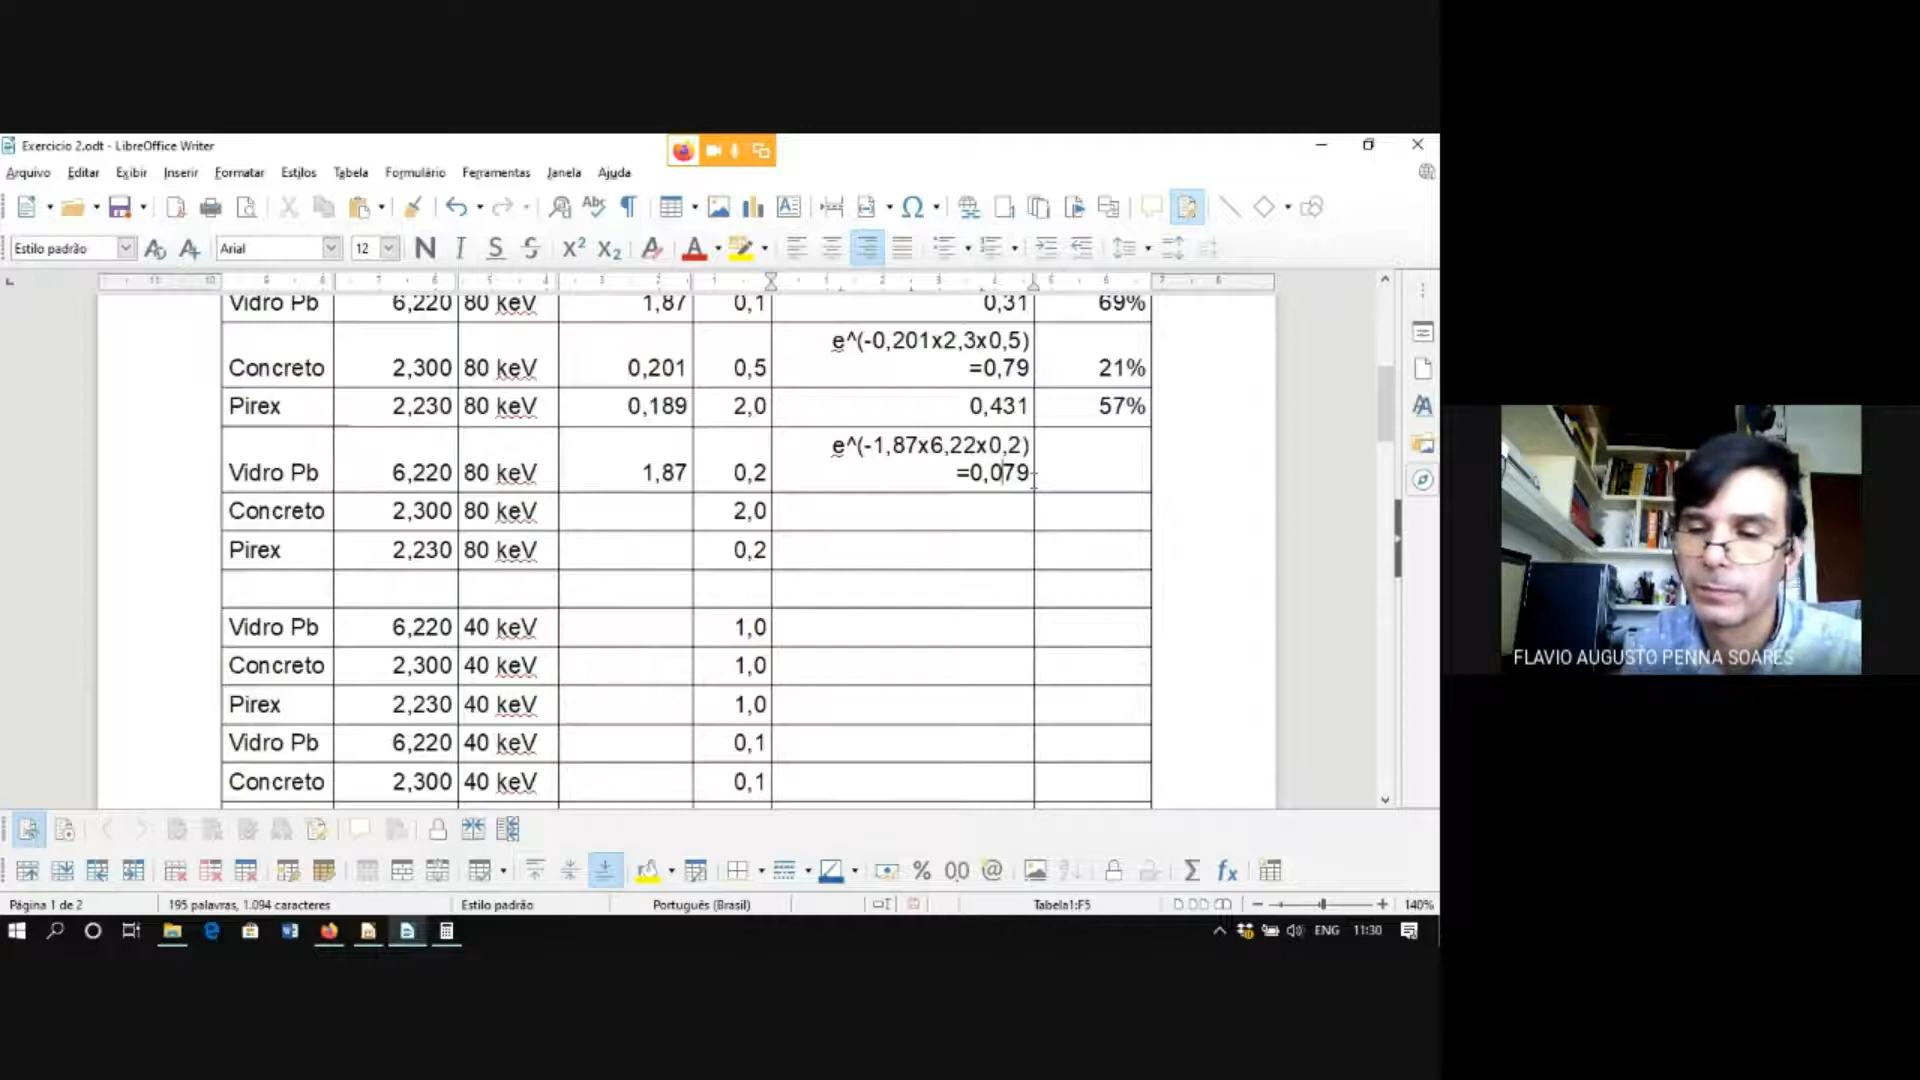 Exercicio 2.odt - LibreOffice Writer
Arquivo Editar Exibir Inserir Formatar Estilos Tabela Formulário Ferramentas Janela Ajuda
Estilo padrão Arial 12 N I S S X² X₂
Vidro Pb 6,220 80 keV 1,87 0,1 0,31 69%
e^(-0,201x2,3x0,5)
Concreto 2,300 80 keV 0,201 0,5 =0,79 21%
Pirex 2,230 80 keV 0,189 2,0 0,431 57%
e^(-1,87x6,22x0,2)
Vidro Pb 6,220 80 keV 1,87 0,2 =0,079
Concreto 2,300 80 keV 2,0
Pirex 2,230 80 keV 0,2
Vidro Pb 6,220 40 keV 1,0
Concreto 2,300 40 keV 1,0
Pirex 2,230 40 keV 1,0
Vidro Pb 6,220 40 keV 0,1
Concreto 2,300 40 keV 0,1
Página 1 de 2 195 palavras, 1.094 caracteres Estilo padrão Português (Brasil) Tabela1:F5 140%
ENG 11:30
FLAVIO AUGUSTO PENNA SOARES